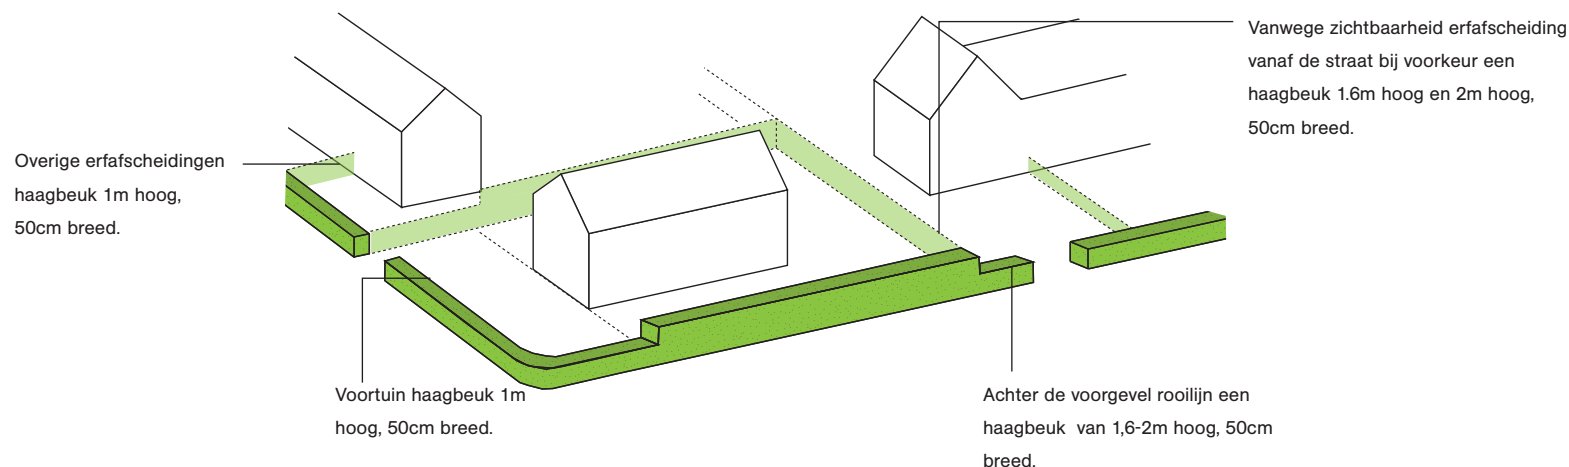 Vanwege zichtbaarheid erfafscheiding
vanaf de straat bij voorkeur een
haagbeuk 1.6m hoog en 2m hoog,
50cm breed.
Overige erfafscheidingen
haagbeuk 1m hoog,
50cm breed.
Voortuin haagbeuk 1m
hoog, 50cm breed.
Achter de voorgevel rooilijn een
haagbeuk  van 1,6-2m hoog, 50cm
breed.